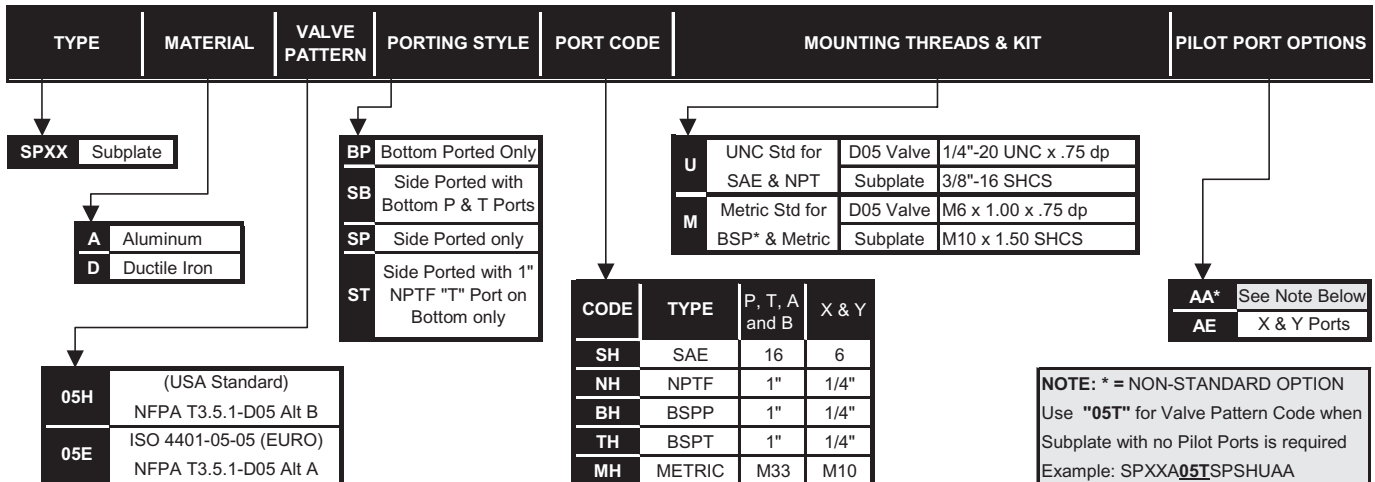 TYPE
MATERIAL
VALVE
PATTERN
PORTING STYLE
PORT CODE
MOUNTING THREADS & KIT
PILOT PORT OPTIONS
SPXX Subplate
A Aluminum
D Ductile Iron
05H (USA Standard)
NFPA T3.5.1-D05 Alt B
05E ISO 4401-05-05 (EURO)
NFPA T3.5.1-D05 Alt A
BP Bottom Ported Only
SB Side Ported with
Bottom P & T Ports
SP Side Ported only
ST Side Ported with 1"
NPTF "T" Port on
Bottom only
CODE TYPE P, T, A
and B X & Y
SH SAE 16 6
NH NPTF 1" 1/4"
BH BSPP 1" 1/4"
TH BSPT 1" 1/4"
MH METRIC M33 M10
U UNC Std for D05 Valve 1/4"-20 UNC x .75 dp
SAE & NPT Subplate 3/8"-16 SHCS
M Metric Std for D05 Valve M6 x 1.00 x .75 dp
BSP* & Metric Subplate M10 x 1.50 SHCS
AA* See Note Below
AE X & Y Ports
NOTE: * = NON-STANDARD OPTION
Use "05T" for Valve Pattern Code when
Subplate with no Pilot Ports is required
Example: SPXXA05TSPSHUAA